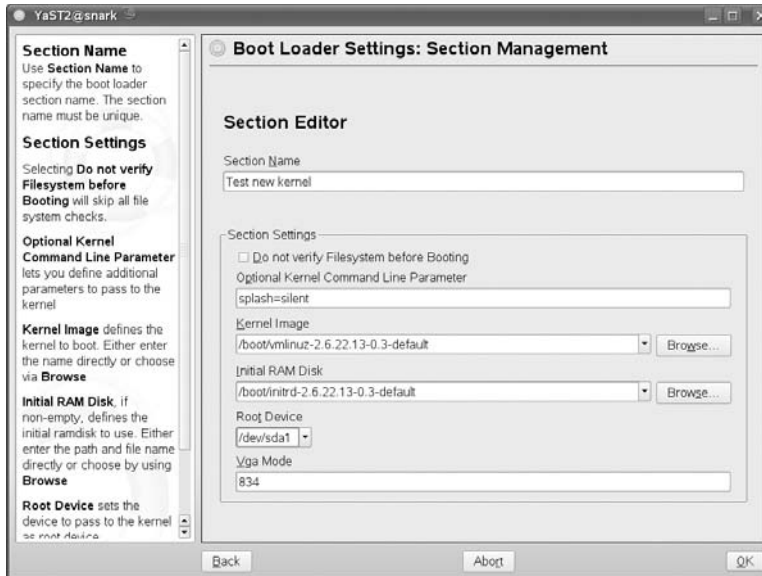 YaST2@snark
Section Name
Use Section Name to
specify the boot loader
section name. The section
name must be unique.
Section Settings
Selecting Do not verify
Filesystem before
Booting will skip all file
system checks.
Optional Kernel
Command Line Parameter
lets you define additional
parameters to pass to the
kernel
Kernel Image defines the
kernel to boot. Either enter
the name directly or choose
via Browse
Initial RAM Disk, if
non-empty, defines the
initial ramdisk to use. Either
enter the path and file name
directly or choose by using
Browse
Root Device sets the
device to pass to the kernel
as root device
Boot Loader Settings: Section Management
Section Editor
Section Name
Test new kernel
Section Settings
Do not verify Filesystem before Booting
Optional Kernel Command Line Parameter
splash=silent
Kernel Image
/boot/vmlinuz-2.6.22.13-0.3-default
Browse...
Initial RAM Disk
/boot/initrd-2.6.22.13-0.3-default
Browse...
Root Device
/dev/sda1
Vga Mode
834
Back
Abort
OK